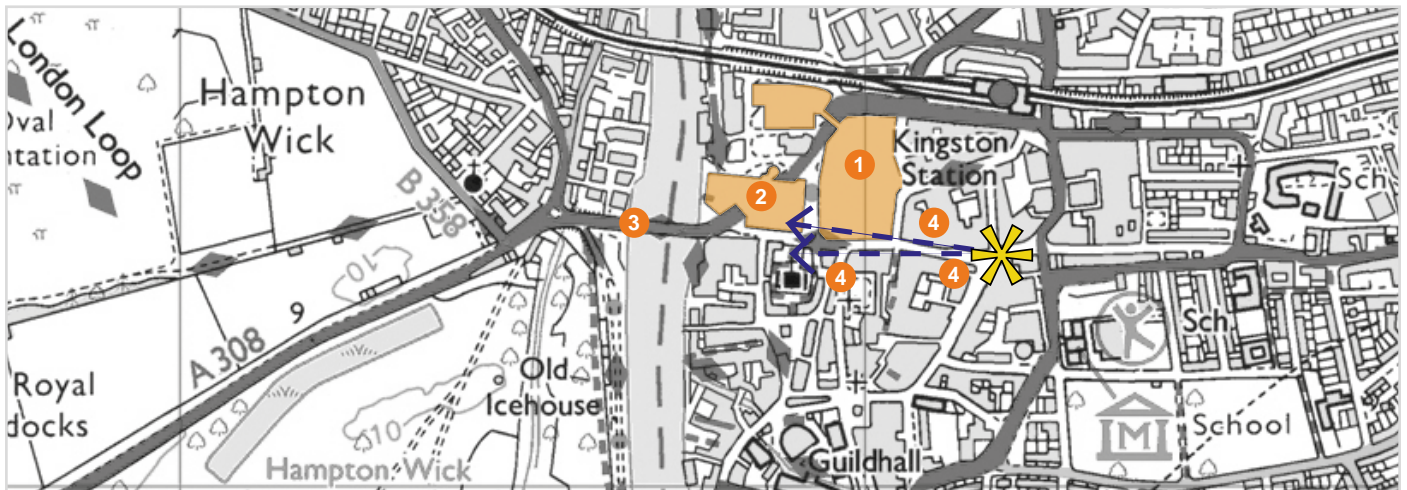 London Loop
Oval
ntation
Hampton
Wick
B 358
10
9
A 308
Royal
docks
Old
Icehouse
10
Hampton Wick
Kingston
Station
1
2
3
4
4
4
Sch
Sch
School
M
Guildhall